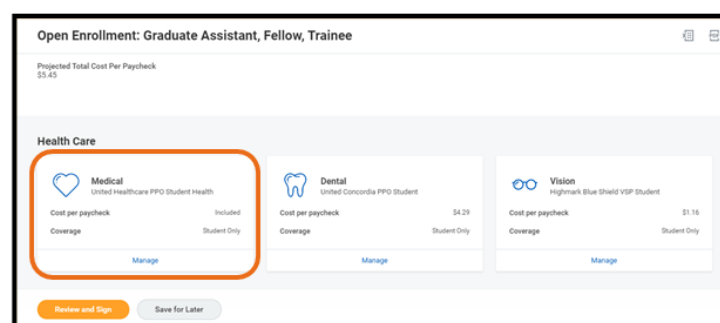 Open Enrollment: Graduate Assistant, Fellow, Trainee
Projected Total Cost Per Paycheck
$5.45
Health Care
Medical
United Healthcare PPO Student Health
Cost per paycheck Included
Coverage Student Only
Manage
Dental
United Concordia PPO Student
Cost per paycheck $4.29
Coverage Student Only
Manage
Vision
Highmark Blue Shield VSP Student
Cost per paycheck $1.16
Coverage Student Only
Manage
Review and Sign Save for Later